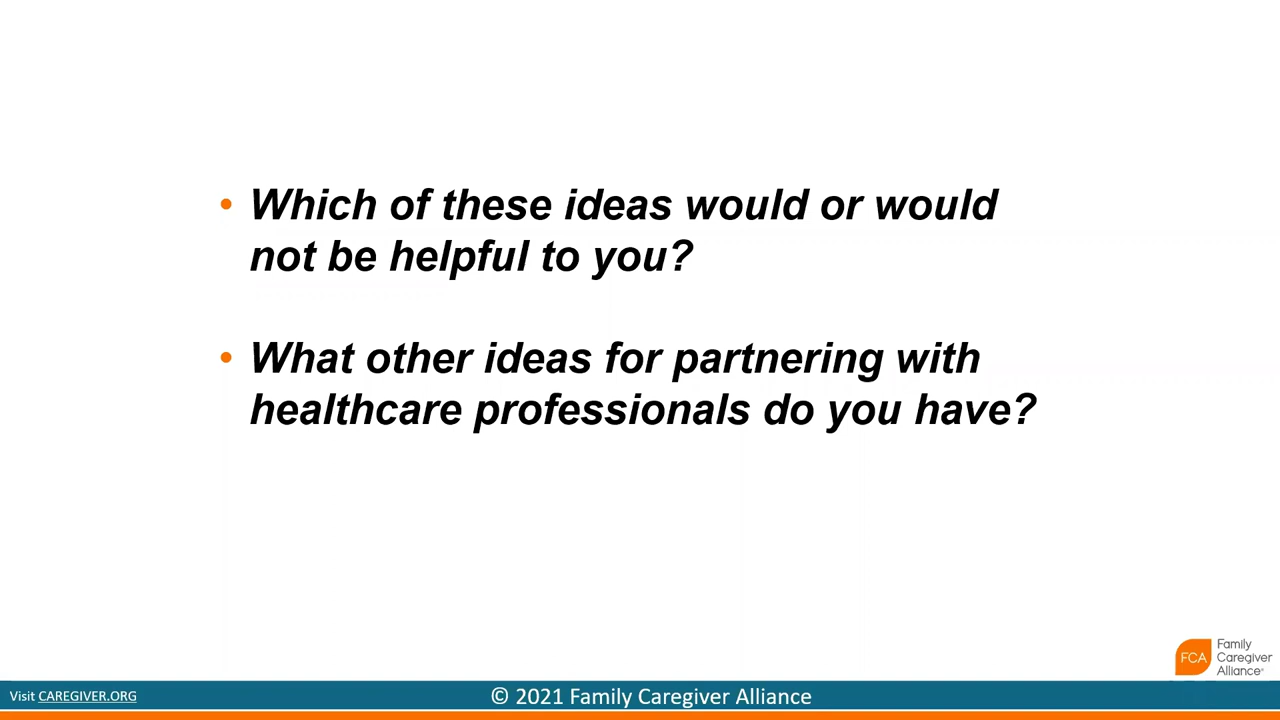 • Which of these ideas would or would
not be helpful to you?
• What other ideas for partnering with
healthcare professionals do you have?
FCA
Family
Caregiver
Alliance
Visit CAREGIVER.ORG
© 2021 Family Caregiver Alliance